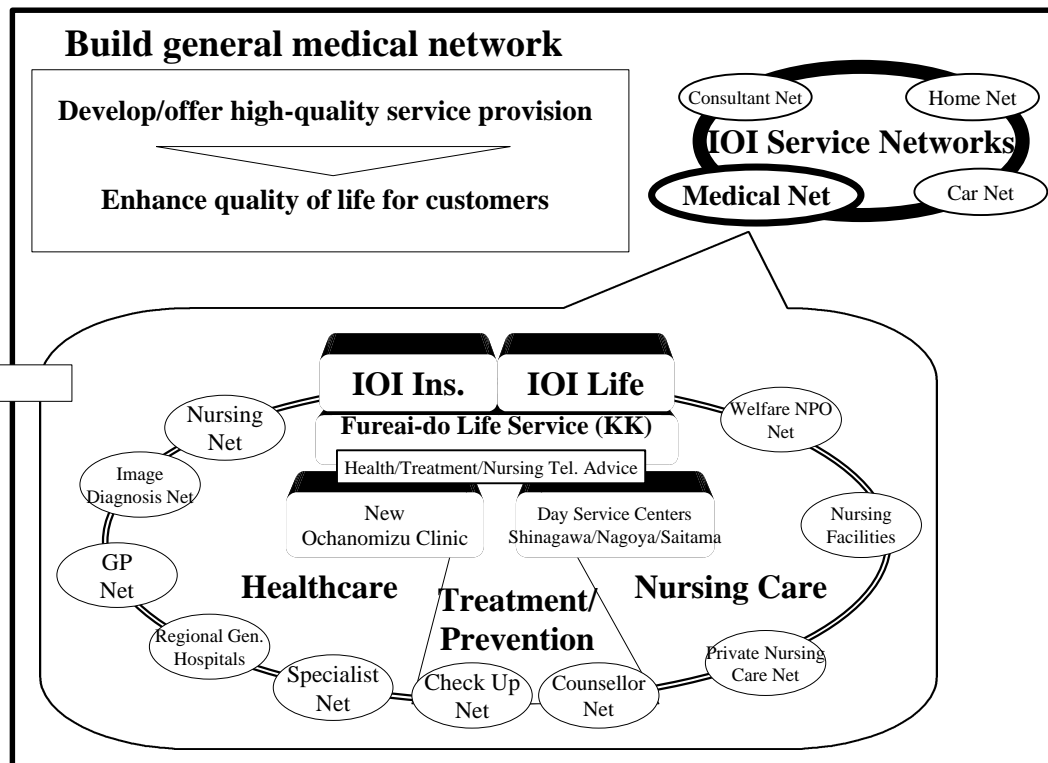 Build general medical network
Develop/offer high-quality service provision
Enhance quality of life for customers
Consultant Net
Home Net
IOI Service Networks
Medical Net
Car Net
IOI Ins.
IOI Life
Fureai-do Life Service (KK)
Health/Treatment/Nursing Tel. Advice
New
Ochanomizu Clinic
Day Service Centers
Shinagawa/Nagoya/Saitama
Nursing
Net
Image
Diagnosis Net
GP
Net
Regional Gen.
Hospitals
Specialist
Net
Check Up
Net
Counsellor
Net
Private Nursing
Care Net
Nursing
Facilities
Welfare NPO
Net
Healthcare
Treatment/
Prevention
Nursing Care